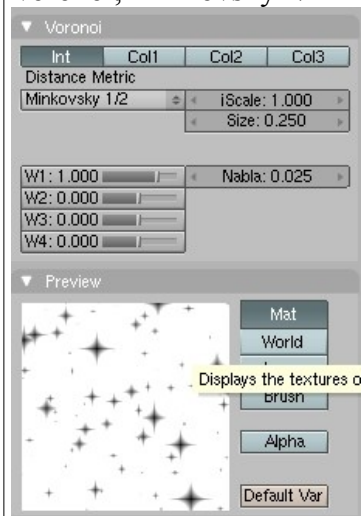 Voronoi
Int Col1 Col2 Col3
Distance Metric
Minkovsky 1/2
iScale: 1.000
Size: 0.250
W1: 1.000
Nabla: 0.025
W2: 0.000
W3: 0.000
W4: 0.000
Preview
Mat
World
Displays the textures o
Brush
Alpha
Default Var